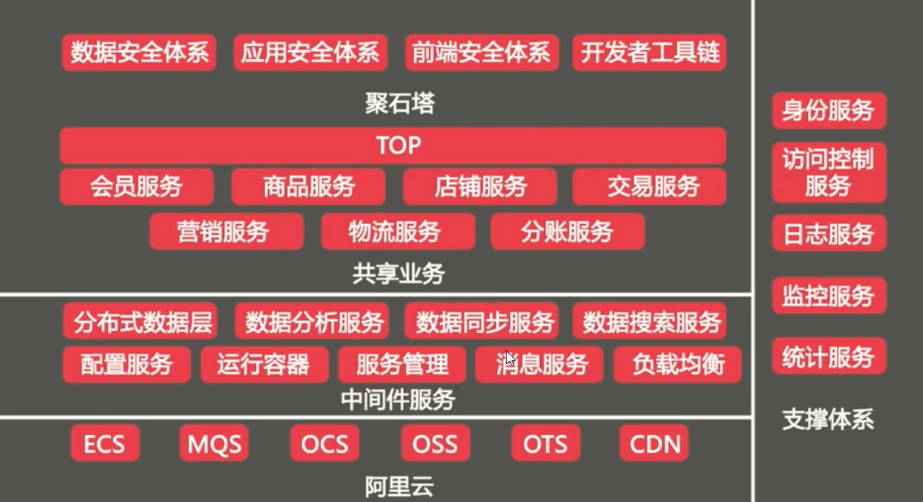 数据安全体系 应用安全体系 前端安全体系 开发者工具链
聚石塔
TOP
会员服务 商品服务 店铺服务 交易服务
营销服务 物流服务 分账服务
共享业务
分布式数据层 数据分析服务 数据同步服务 数据搜索服务
配置服务 运行容器 服务管理 消息服务 负载均衡
中间件服务
ECS MQS OCS OSS OTS CDN
阿里云
身份服务
访问控制
服务
日志服务
监控服务
统计服务
支撑体系